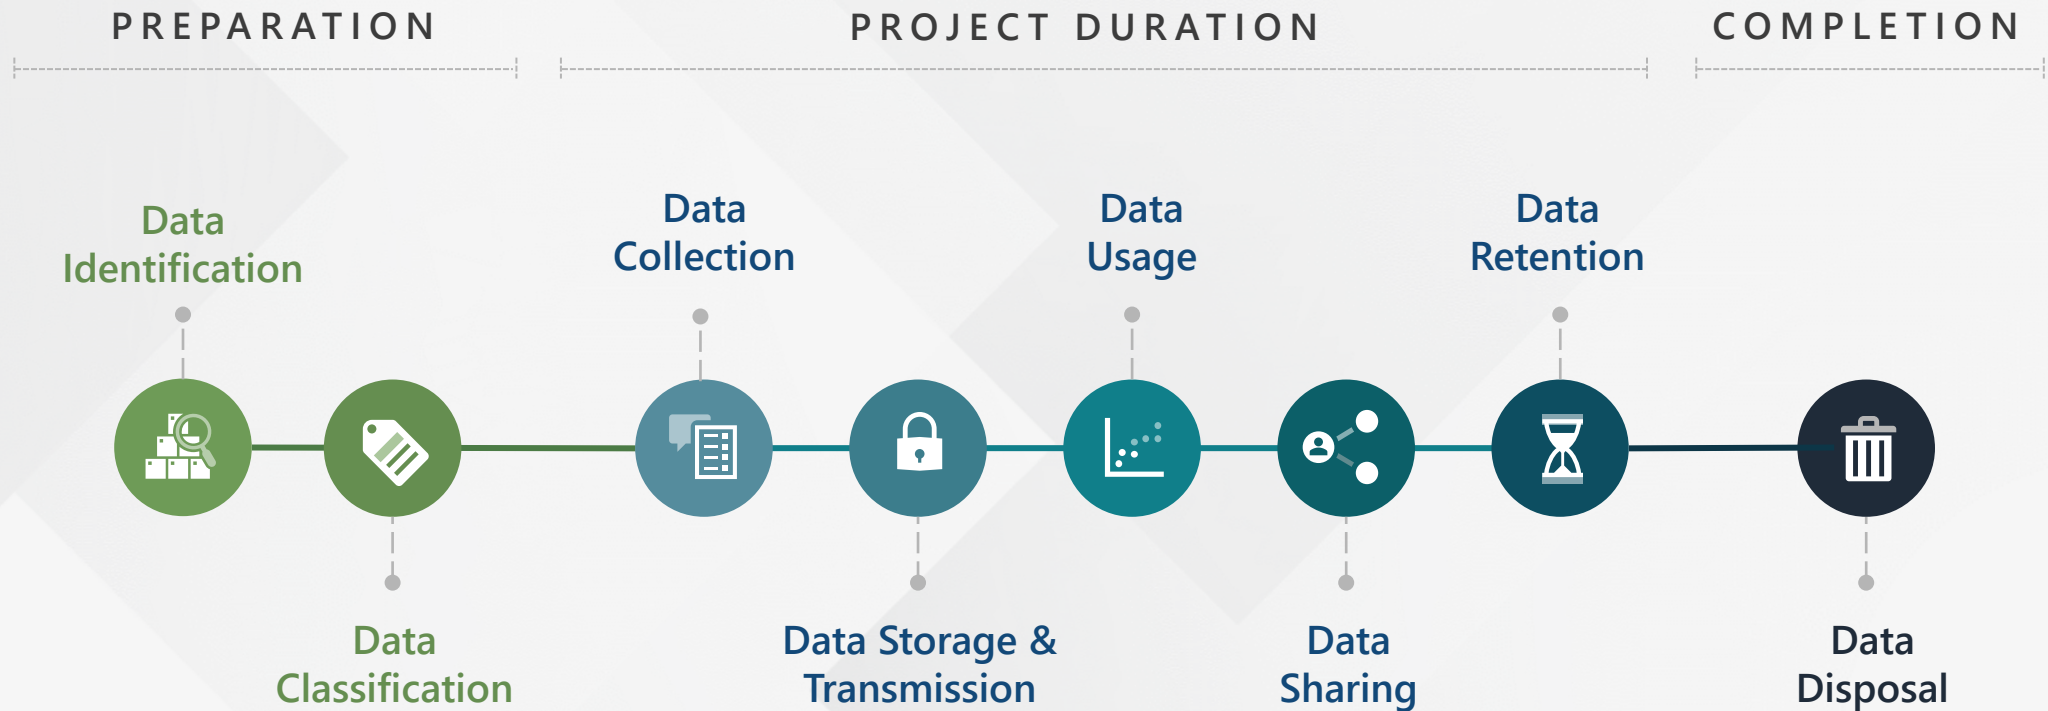 PREPARATION
PROJECT DURATION
COMPLETION
Data
Identification
Data
Classification
Data
Collection
Data Storage &
Transmission
Data
Usage
Data
Sharing
Data
Retention
Data
Disposal